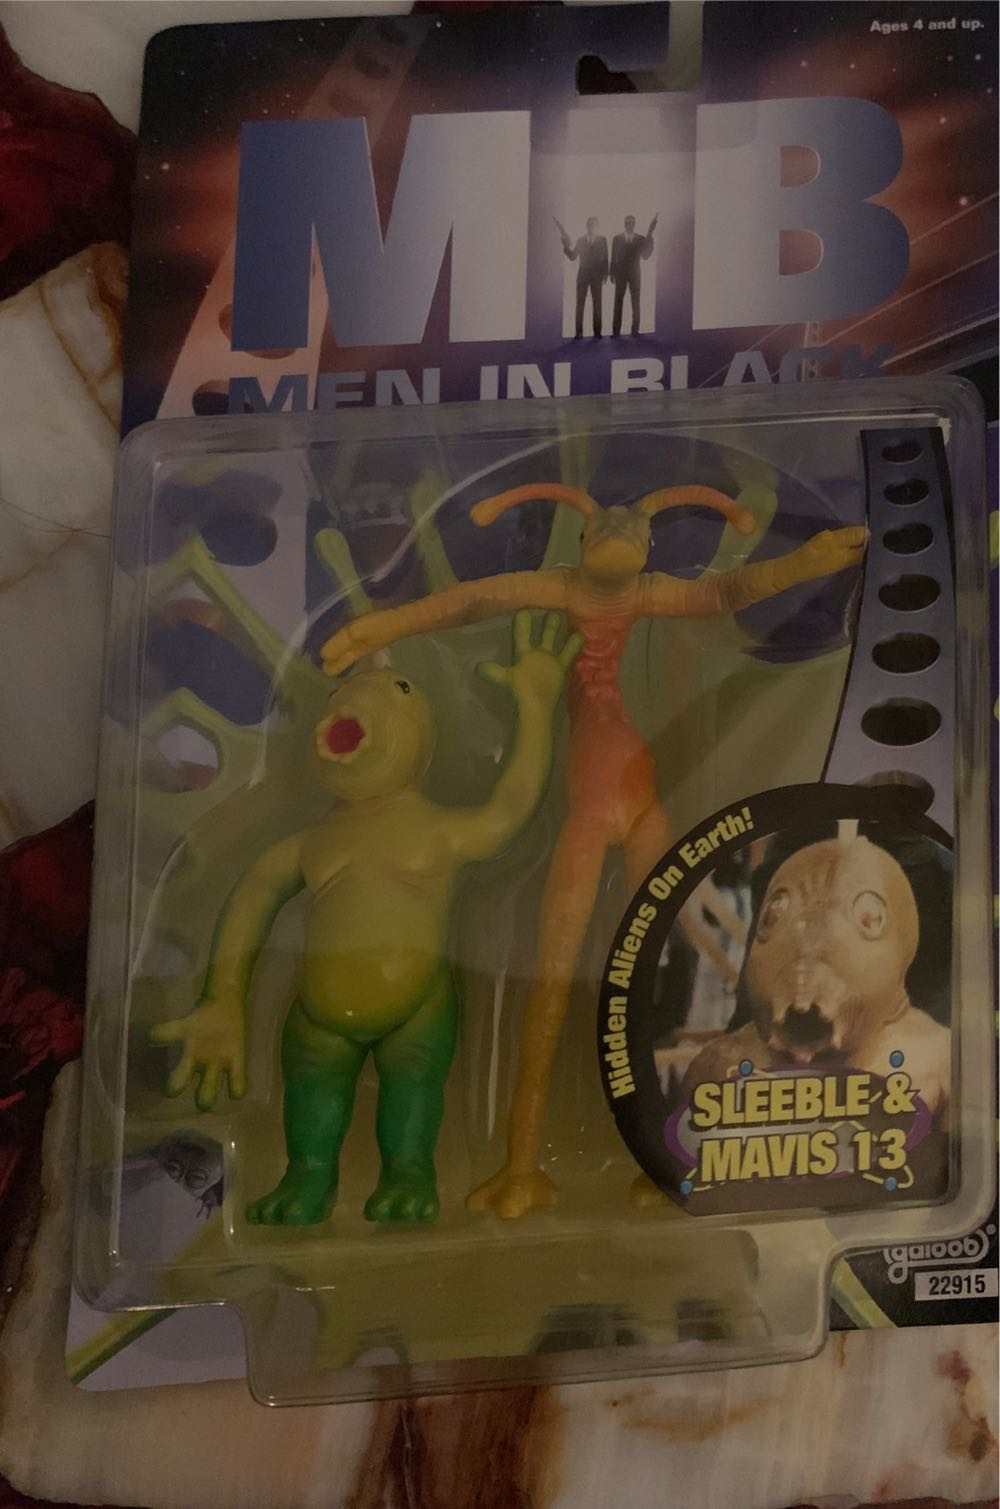 Ages 4 and up.
MIB
MEN IN BLACK
Hidden Aliens On Earth!
SLEEBLE &
MAVIS 13
galoob®
22915